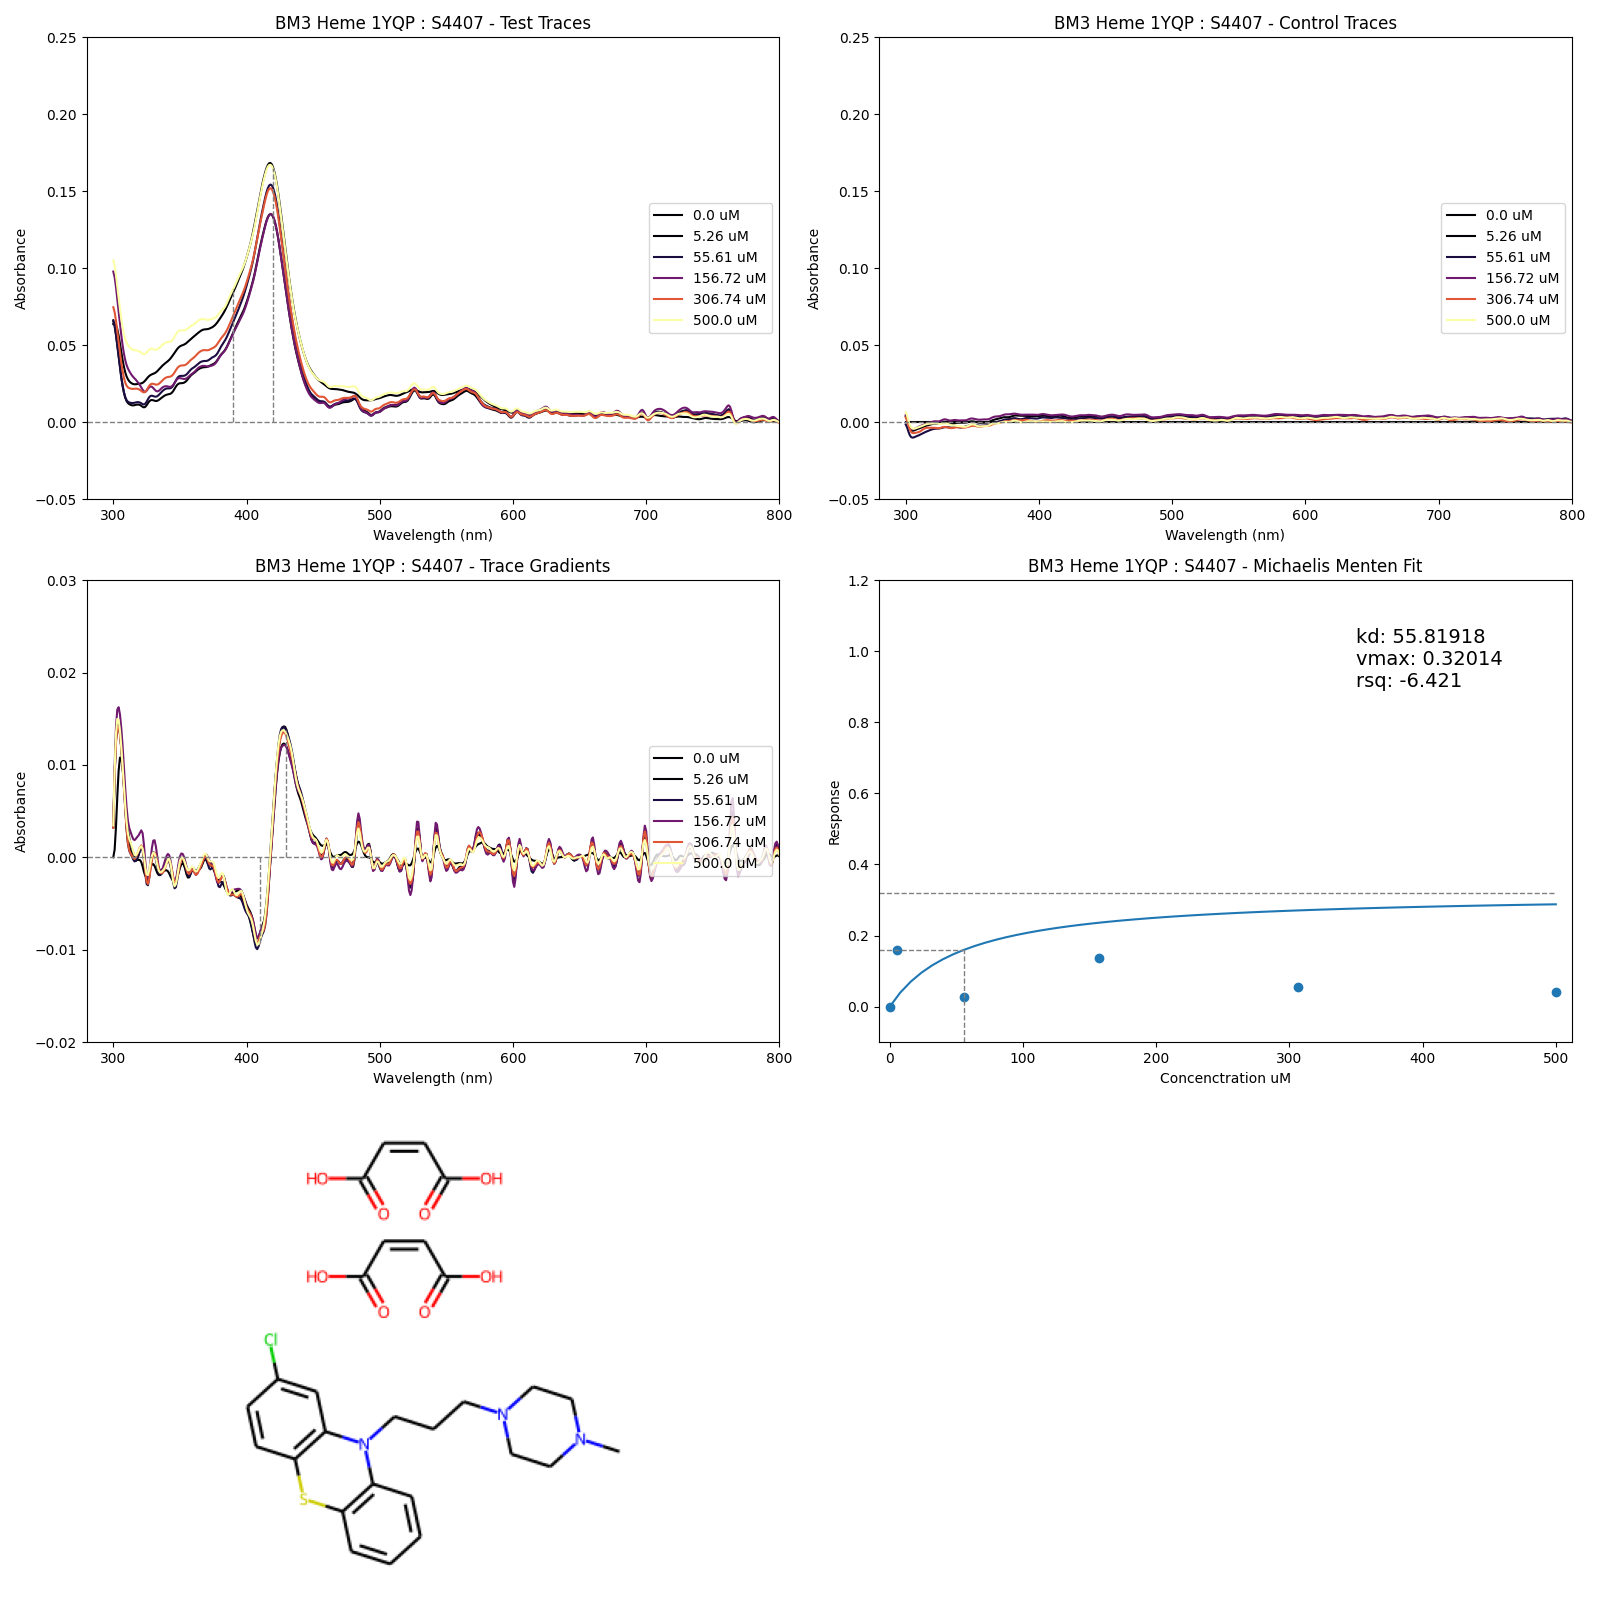 BM3 Heme 1YQP : S4407 - Test Traces
0.25
0.20
0.15
0.10
0.05
0.00
−0.05
Absorbance
300 400 500 600 700 800
Wavelength (nm)
0.0 uM
5.26 uM
55.61 uM
156.72 uM
306.74 uM
500.0 uM
BM3 Heme 1YQP : S4407 - Control Traces
0.25
0.20
0.15
0.10
0.05
0.00
−0.05
Absorbance
300 400 500 600 700 800
Wavelength (nm)
0.0 uM
5.26 uM
55.61 uM
156.72 uM
306.74 uM
500.0 uM
BM3 Heme 1YQP : S4407 - Trace Gradients
0.03
0.02
0.01
0.00
−0.01
−0.02
Absorbance
300 400 500 600 700 800
Wavelength (nm)
0.0 uM
5.26 uM
55.61 uM
156.72 uM
306.74 uM
500.0 uM
BM3 Heme 1YQP : S4407 - Michaelis Menten Fit
1.2
1.0
0.8
0.6
0.4
0.2
0.0
Response
kd: 55.81918
vmax: 0.32014
rsq: -6.421
0 100 200 300 400 500
Concenctration uM
HO OH
O O
HO OH
O O
Cl
N
N
N
S